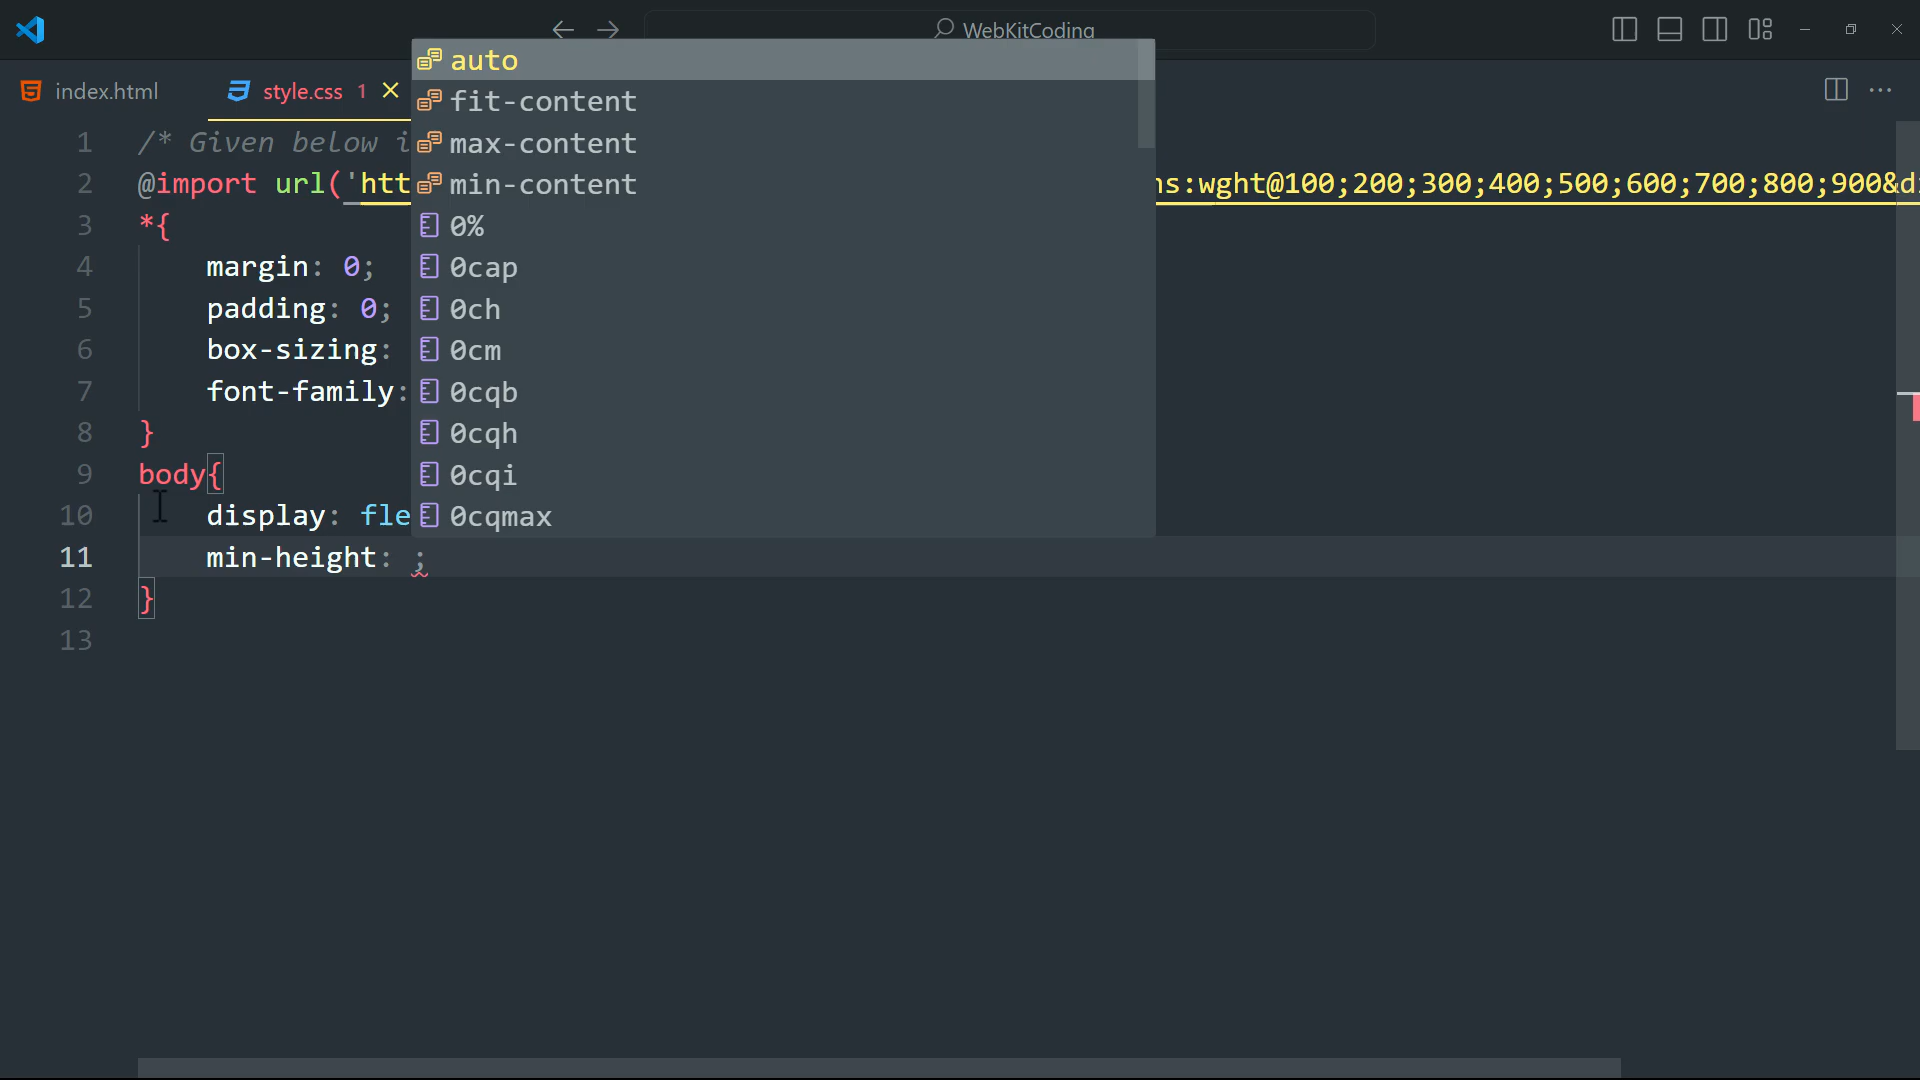 WebKitCoding
index.html
style.css 1
auto
fit-content
max-content
min-content
0%
0cap
0ch
0cm
0cqb
0cqh
0cqi
0cqmax
1 /* Given below i
2 @import url('htt ns:wght@100;200;300;400;500;600;700;800;900&d
3 *{
4 margin: 0;
5 padding: 0;
6 box-sizing:
7 font-family:
8 }
9 body{
10 display: fle
11 min-height: ;
12 }
13